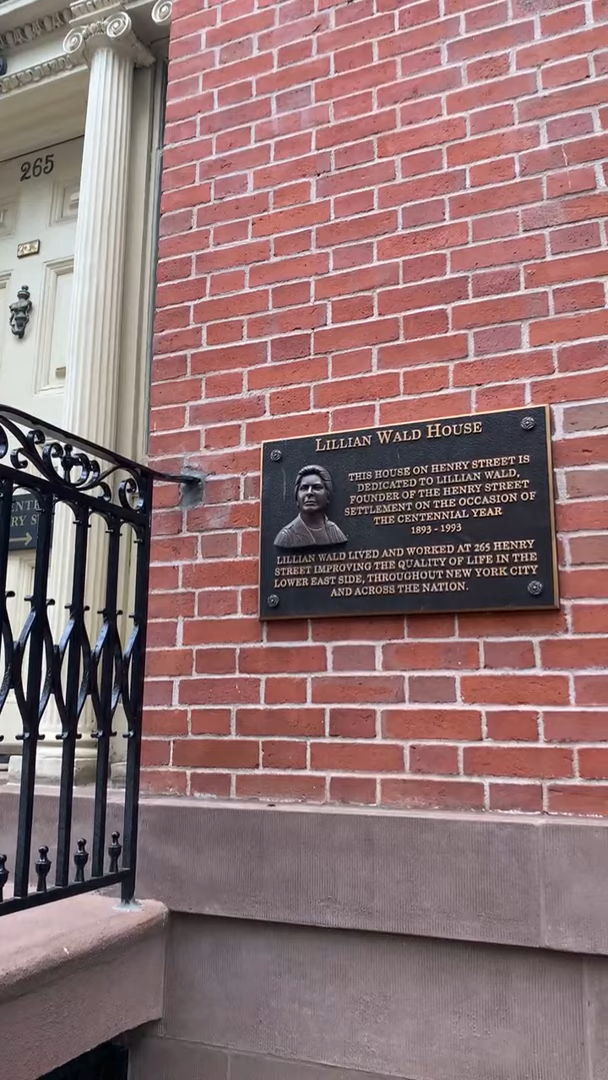 265
LILLIAN WALD HOUSE
THIS HOUSE ON HENRY STREET IS
DEDICATED TO LILLIAN WALD,
FOUNDER OF THE HENRY STREET
SETTLEMENT ON THE OCCASION OF
THE CENTENNIAL YEAR
1893 - 1993
LILLIAN WALD LIVED AND WORKED AT 265 HENRY
STREET IMPROVING THE QUALITY OF LIFE IN THE
LOWER EAST SIDE, THROUGHOUT NEW YORK CITY
AND ACROSS THE NATION.